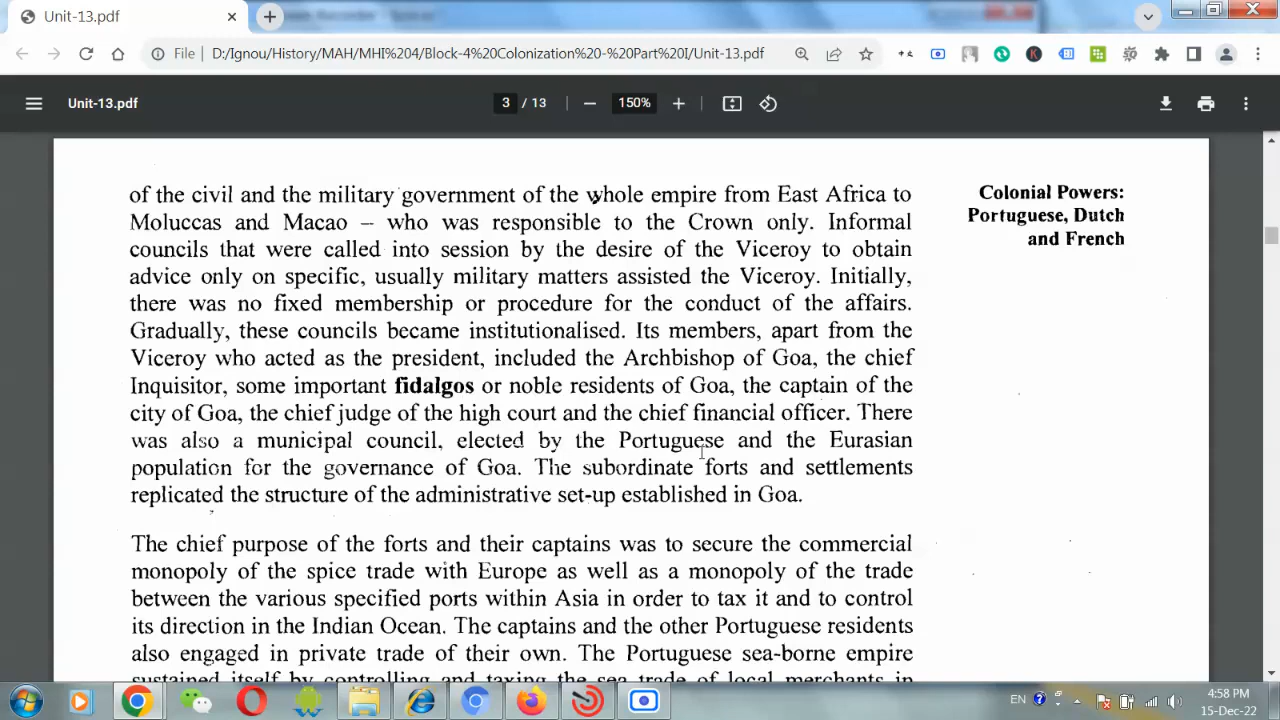 Unit-13.pdf
File
D:/Ignou/History/MAH/MHI%204/Block-4%20Colonization%20-%20Part%20I/Unit-13.pdf
Unit-13.pdf
3 / 13
150%
of the civil and the military government of the whole empire from East Africa to
Moluccas and Macao – who was responsible to the Crown only. Informal
councils that were called into session by the desire of the Viceroy to obtain
advice only on specific, usually military matters assisted the Viceroy. Initially,
there was no fixed membership or procedure for the conduct of the affairs.
Gradually, these councils became institutionalised. Its members, apart from the
Viceroy who acted as the president, included the Archbishop of Goa, the chief
Inquisitor, some important fidalgos or noble residents of Goa, the captain of the
city of Goa, the chief judge of the high court and the chief financial officer. There
was also a municipal council, elected by the Portuguese and the Eurasian
population for the governance of Goa. The subordinate forts and settlements
replicated the structure of the administrative set-up established in Goa.
The chief purpose of the forts and their captains was to secure the commercial
monopoly of the spice trade with Europe as well as a monopoly of the trade
between the various specified ports within Asia in order to tax it and to control
its direction in the Indian Ocean. The captains and the other Portuguese residents
also engaged in private trade of their own. The Portuguese sea-borne empire
sustained itself by controlling and taxing the sea trade of local merchants in
Colonial Powers:
Portuguese, Dutch
and French
EN
4:58 PM
15-Dec-22